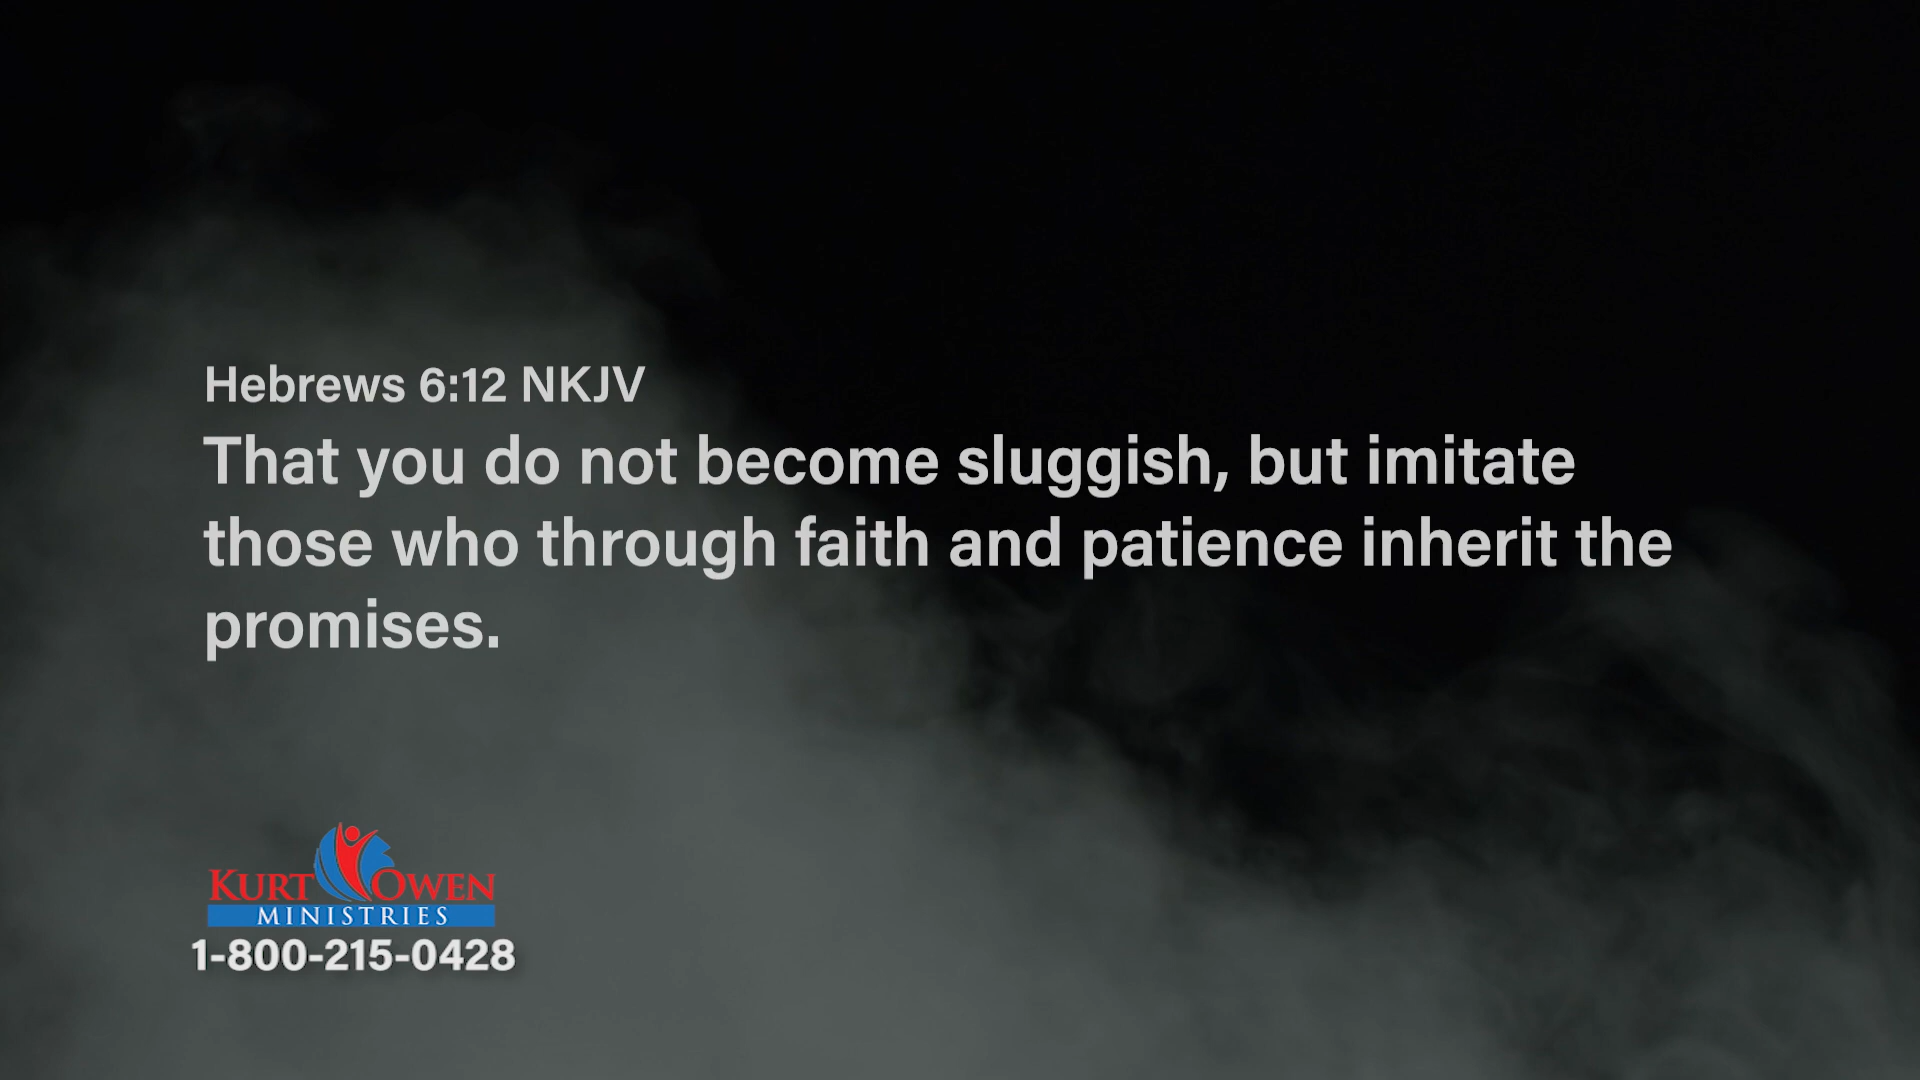 Hebrews 6:12 NKJV
That you do not become sluggish, but imitate
those who through faith and patience inherit the
promises.
KURT OWEN
MINISTRIES
1-800-215-0428